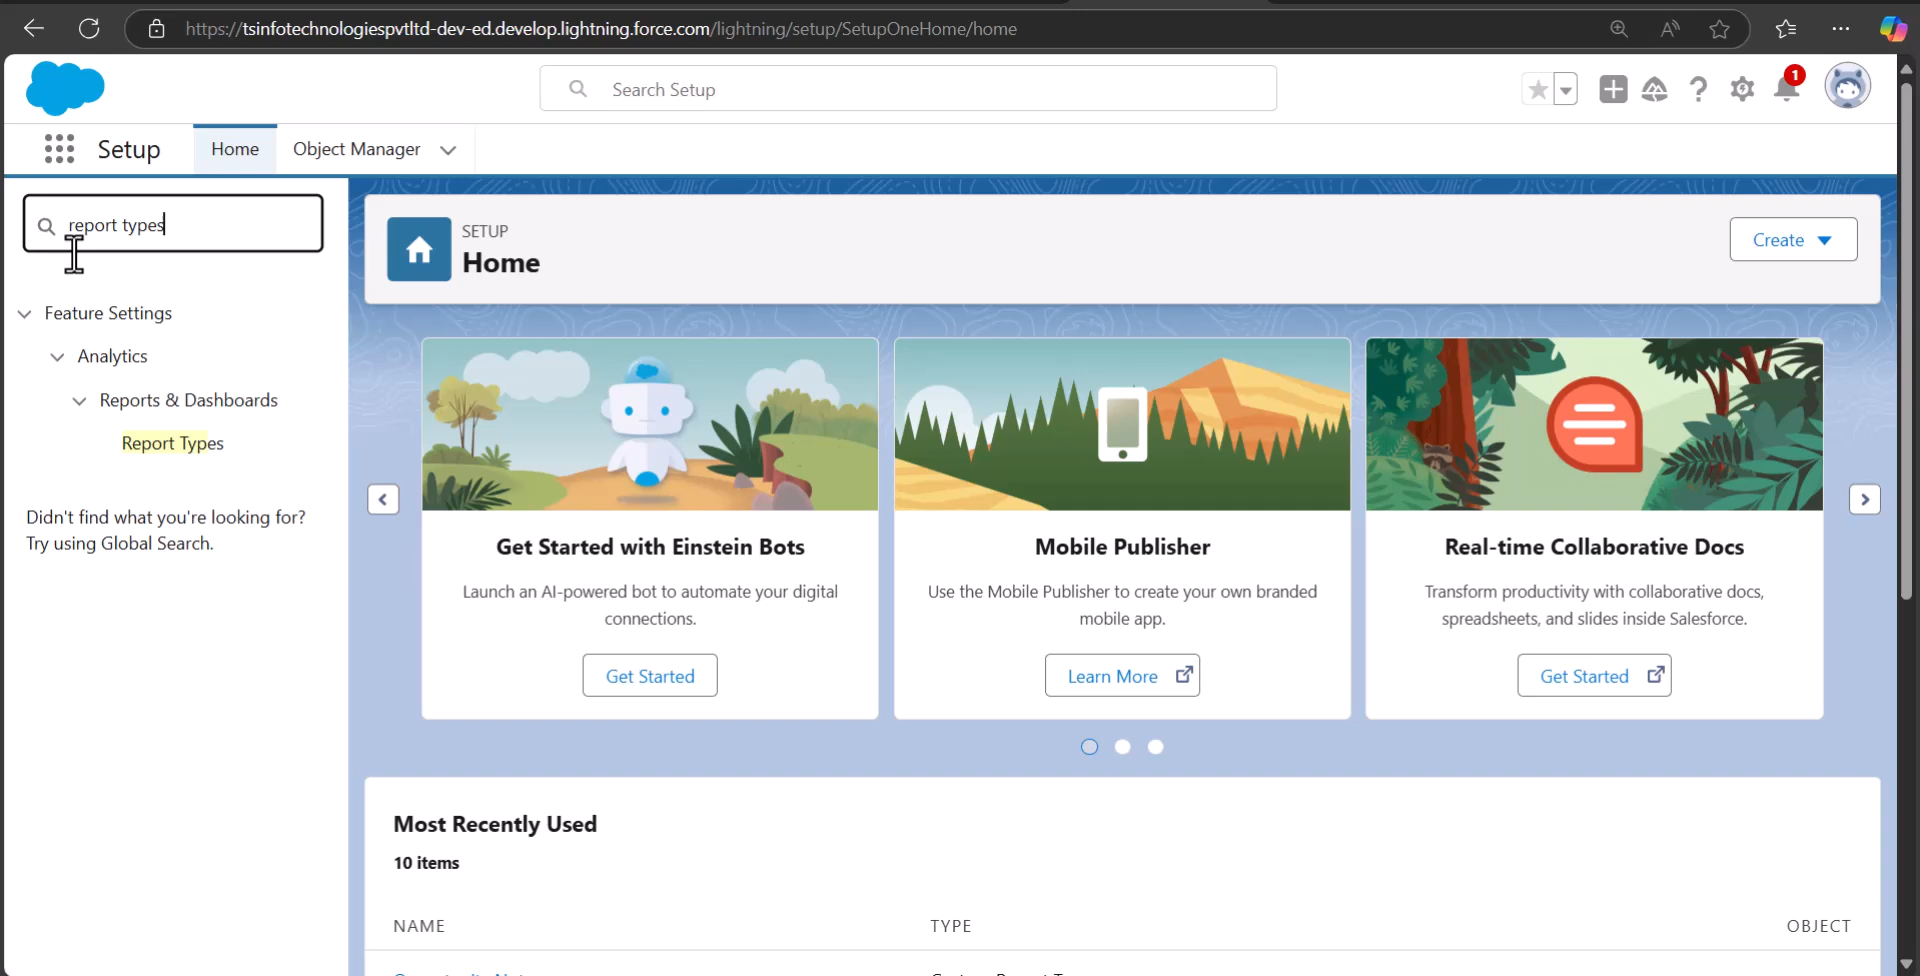 https://tsinfotechnologiespvtltd-dev-ed.develop.lightning.force.com/lightning/setup/SetupOneHome/home
Search Setup
1
Setup
Home
Object Manager
report types
SETUP
Home
Create
Feature Settings
Analytics
Reports & Dashboards
Report Types
Didn't find what you're looking for?
Try using Global Search.
Get Started with Einstein Bots
Launch an AI-powered bot to automate your digital
connections.
Get Started
Mobile Publisher
Use the Mobile Publisher to create your own branded
mobile app.
Learn More
Real-time Collaborative Docs
Transform productivity with collaborative docs,
spreadsheets, and slides inside Salesforce.
Get Started
Most Recently Used
10 items
NAME
TYPE
OBJECT